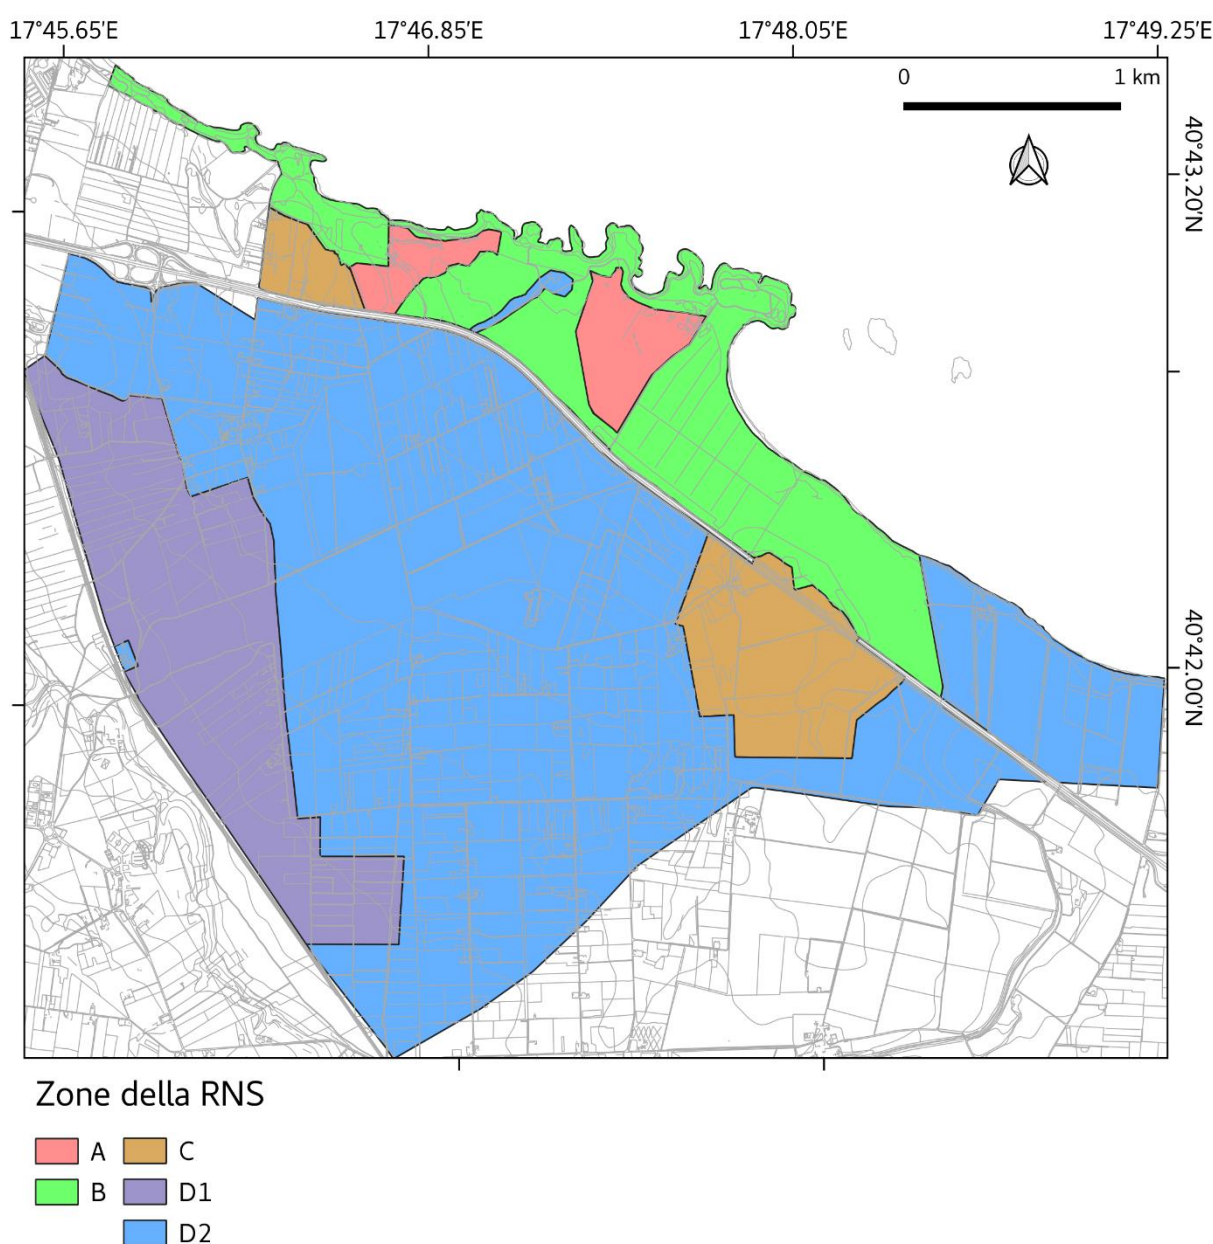 17°45.65′E 17°46.85′E 17°48.05′E 17°49.25′E
0 1 km
40°43.20′N
40°42.00′N
Zone della RNS
A C
B D1
D2